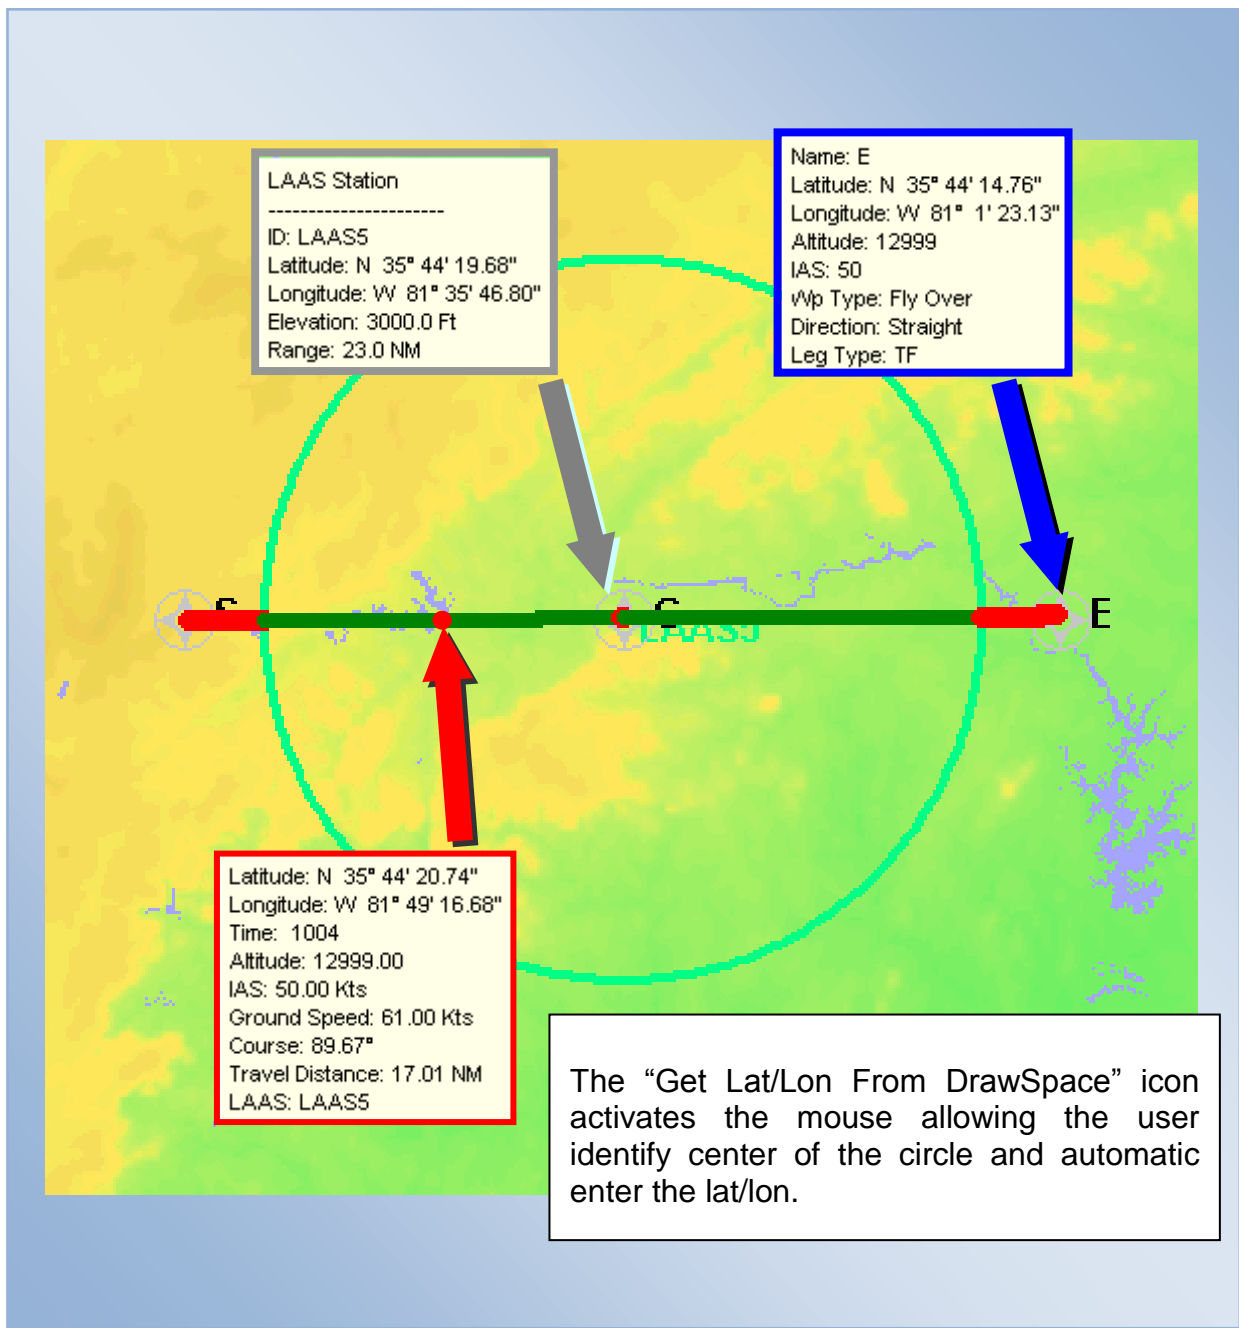 LAAS Station
----------------------
ID: LAAS5
Latitude: N 35° 44' 19.68"
Longitude: W 81° 35' 46.80"
Elevation: 3000.0 Ft
Range: 23.0 NM
Name: E
Latitude: N 35° 44' 14.76"
Longitude: W 81° 1' 23.13"
Altitude: 12999
IAS: 50
Wp Type: Fly Over
Direction: Straight
Leg Type: TF
E
Latitude: N 35° 44' 20.74"
Longitude: W 81° 49' 16.68"
Time: 1004
Altitude: 12999.00
IAS: 50.00 Kts
Ground Speed: 61.00 Kts
Course: 89.67°
Travel Distance: 17.01 NM
LAAS: LAAS5
The “Get Lat/Lon From DrawSpace” icon
activates the mouse allowing the user
identify center of the circle and automatic
enter the lat/lon.